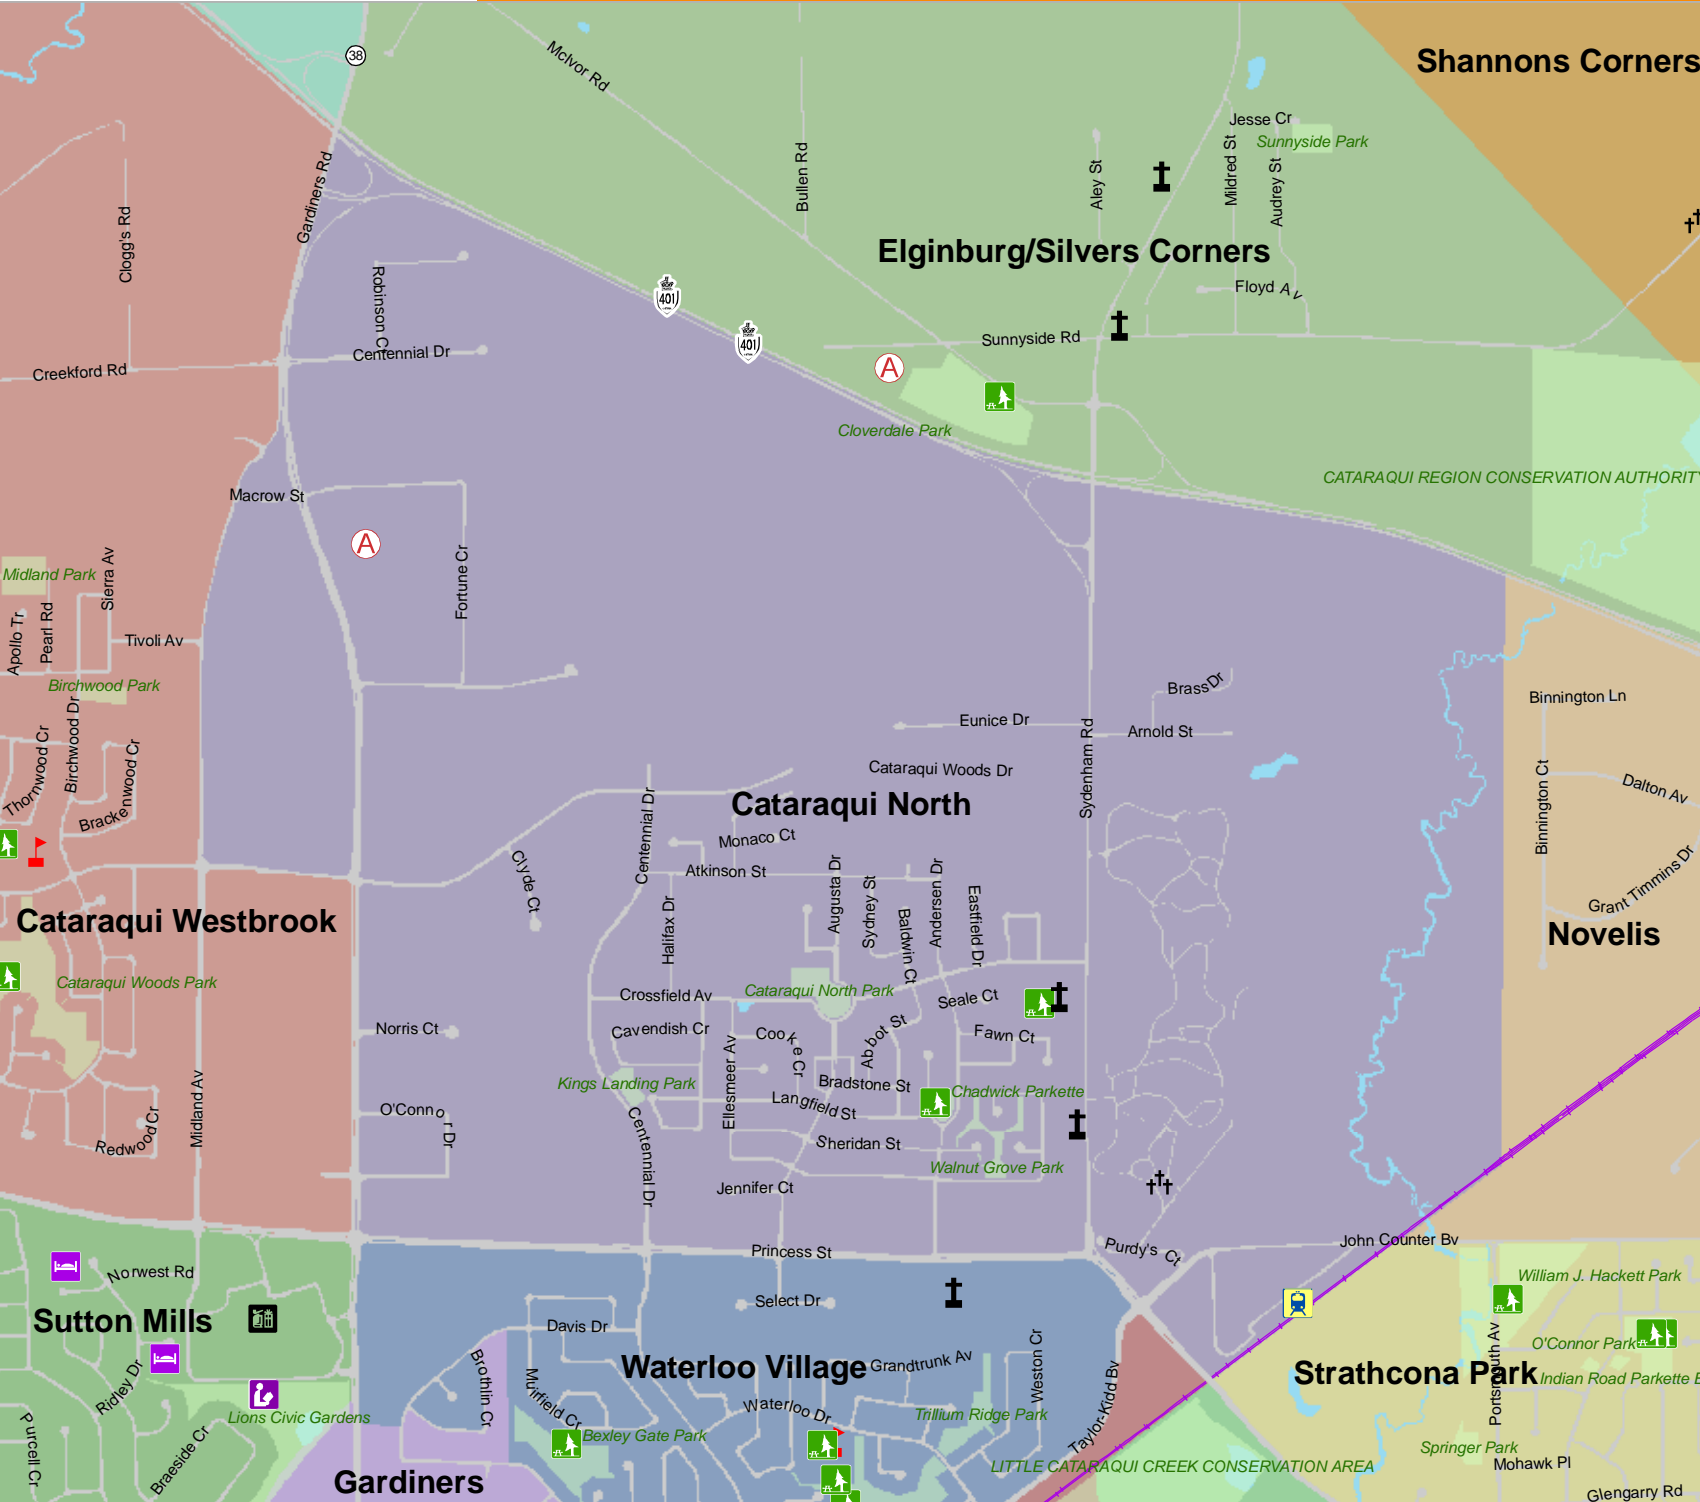 38
McIvor Rd
Shannons Corners
Jesse Cr
Sunnyside Park
Gardiners Rd
Bullen Rd
Aley St
Mildred St
Audrey St
Clogg's Rd
Elginburg/Silvers Corners
Robinson C
401
Floyd Av
401
Sunnyside Rd
Centennial Dr
Creekford Rd
A
Cloverdale Park
CATARAQUI REGION CONSERVATION AUTHORITY
Macrow St
A
Fortune Cr
Midland Park
Sierra Av
Apollo Tr
Pearl Rd
Tivoli Av
Birchwood Park
Brass Dr
Binnington Ln
Eunice Dr
Arnold St
Sydenham Rd
Birchwood Dr
Thornwood Cr
Brackenwood Cr
Cataraqui Woods Dr
Dalton Av
Binnington Ct
Cataraqui North
Centennial Dr
Monaco Ct
Clyde Ct
Atkinson St
Augusta Dr
Sydney St
Andersen Dr
Eastfield Dr
Baldwin Ct
Halifax Dr
Grant Timmins Dr
Cataraqui Westbrook
Novelis
Cataraqui Woods Park
Cataraqui North Park
Crossfield Av
Seale Ct
Norris Ct
Cavendish Cr
Cooke Cr
Abbot St
Fawn Ct
Ellesmeer Av
Kings Landing Park
Bradstone St
Chadwick Parkette
Langfield St
O'Connor Dr
Midland Av
Redwood Cr
Centennial Dr
Sheridan St
Walnut Grove Park
Jennifer Ct
Princess St
Purdy's Ct
John Counter Bv
Norwest Rd
William J. Hackett Park
Select Dr
Sutton Mills
Davis Dr
O'Connor Park
Waterloo Village
Grandtrunk Av
Weston Cr
Strathcona Park
Portsmouth Av
Indian Road Parkette E
Ridley Dr
Brothlin Cr
Muirfield Cr
Waterloo Dr
Trillium Ridge Park
Taylor-Kidd Bv
Lions Civic Gardens
Bexley Gate Park
Purcell Cr
Braeside Cr
Springer Park
Mohawk Pl
LITTLE CATARAQUI CREEK CONSERVATION AREA
Gardiners
Glengarry Rd